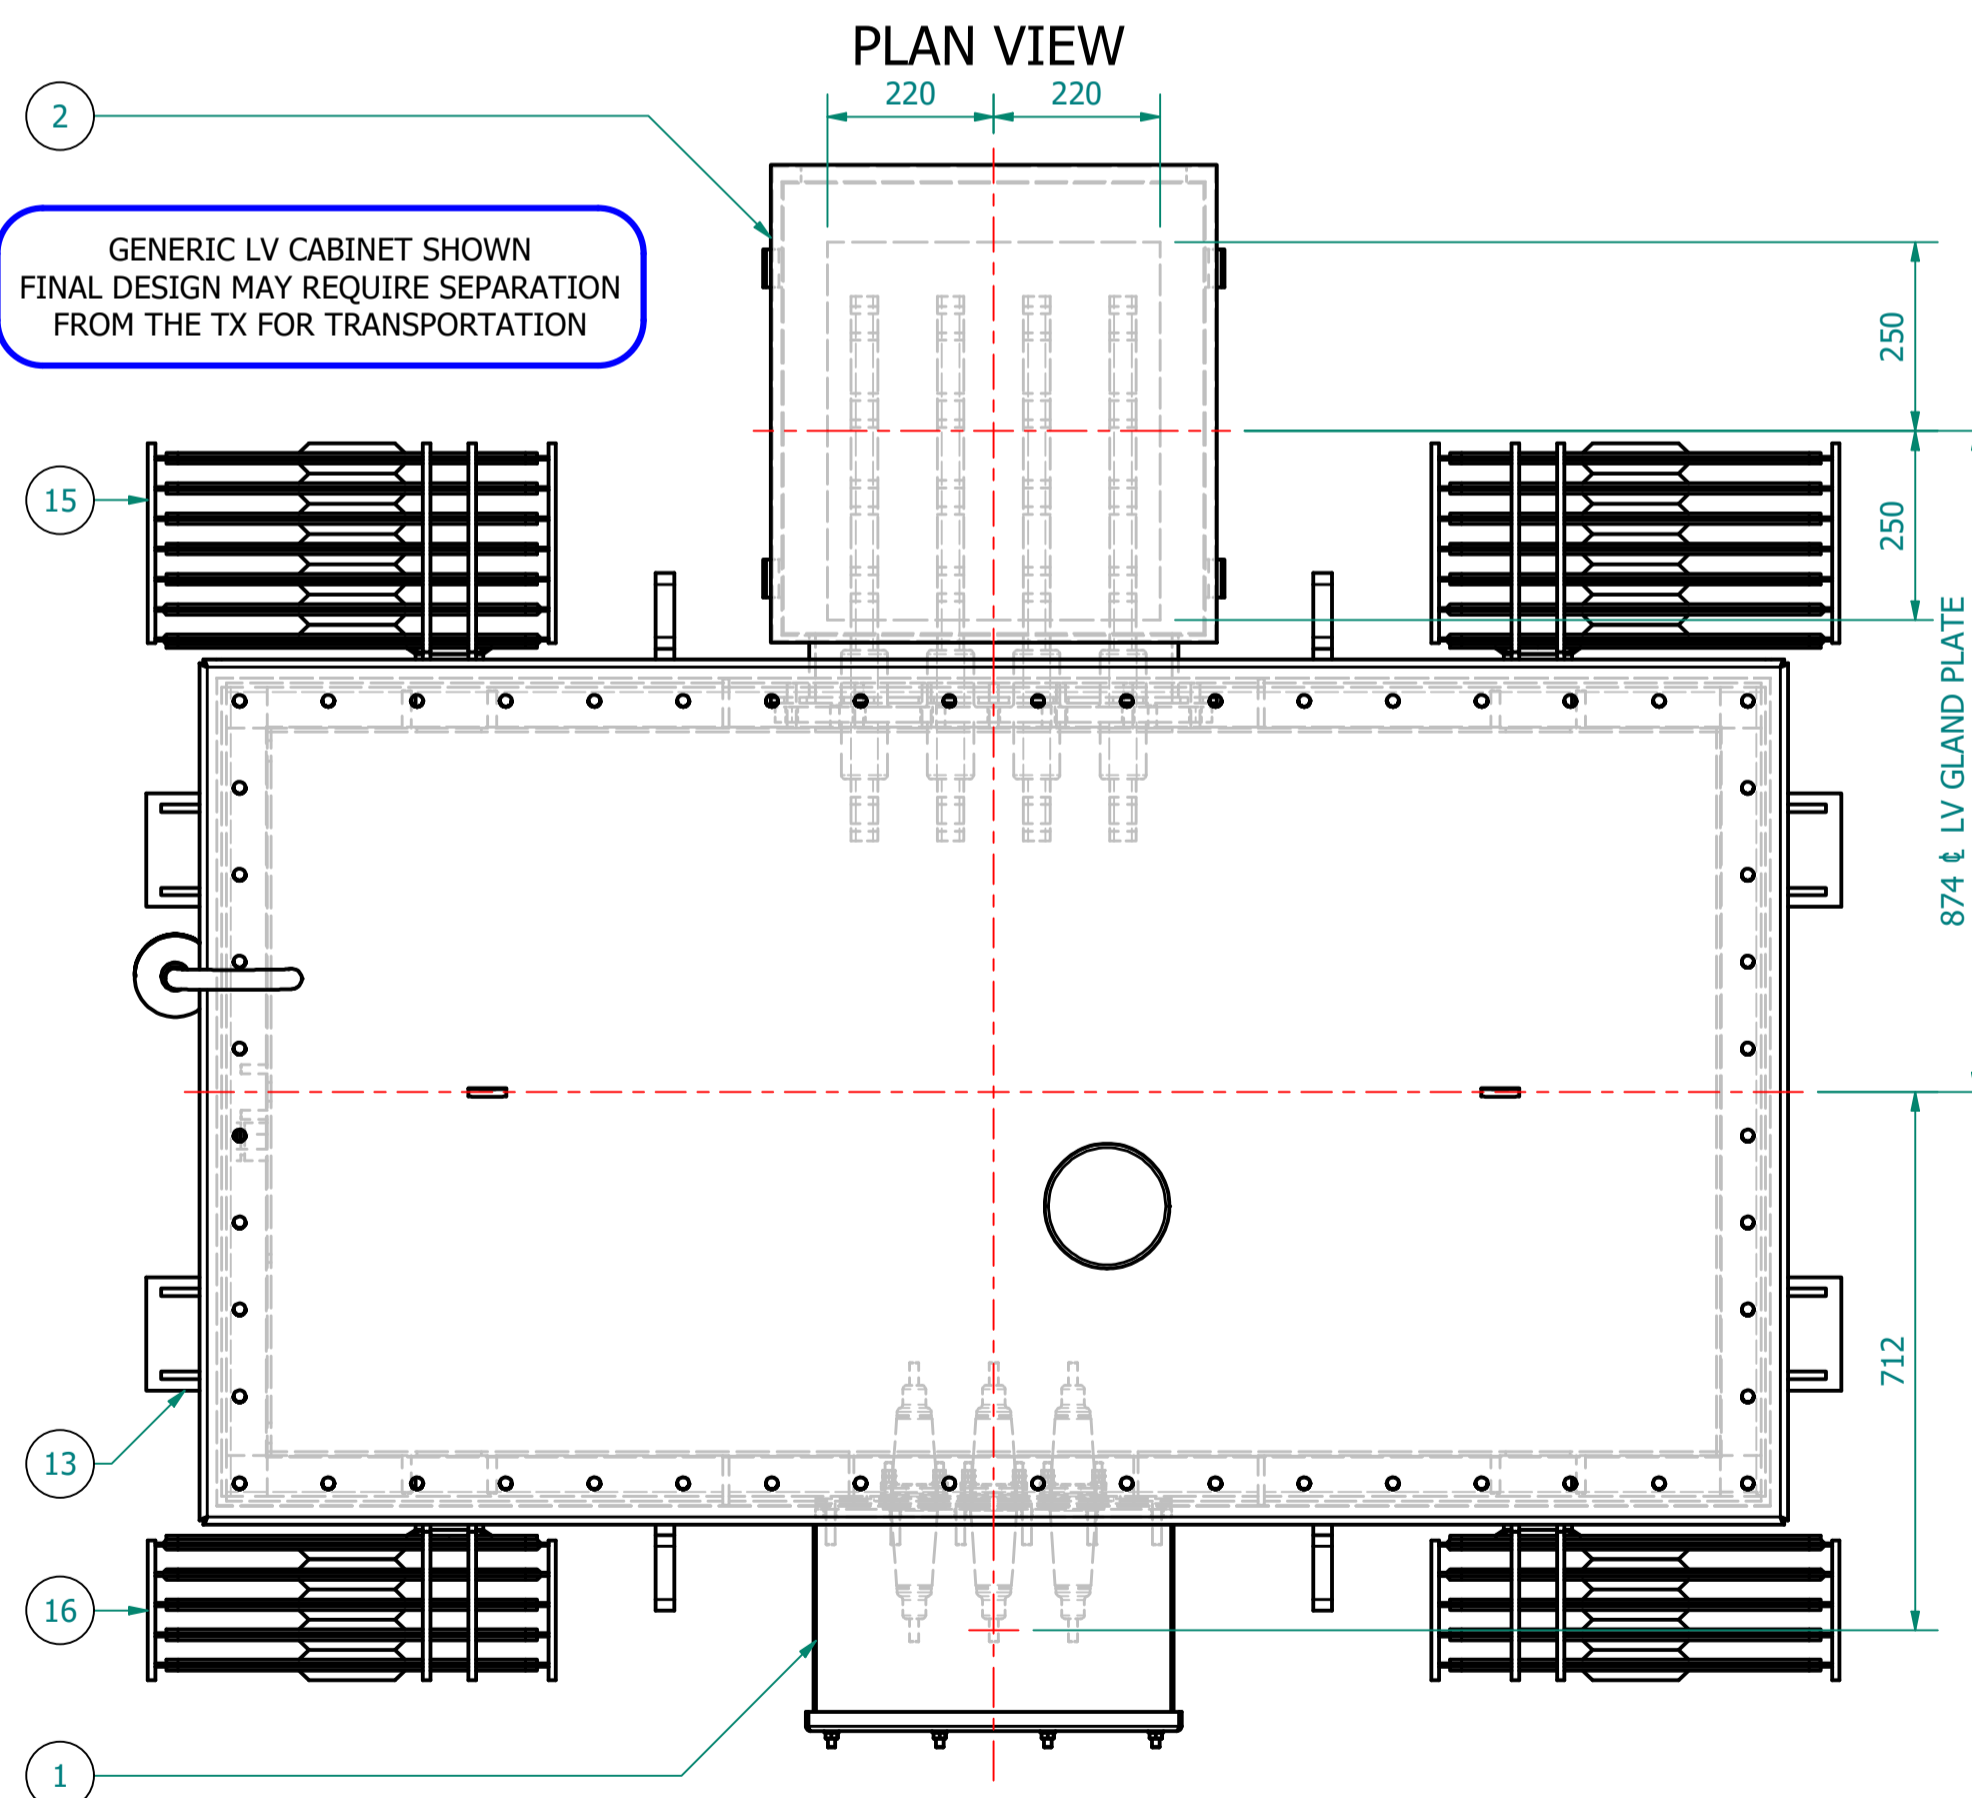 PLAN VIEW
220
220
2
GENERIC LV CABINET SHOWN
FINAL DESIGN MAY REQUIRE SEPARATION
FROM THE TX FOR TRANSPORTATION
250
15
250
874 ℄ LV GLAND PLATE
712
13
16
1